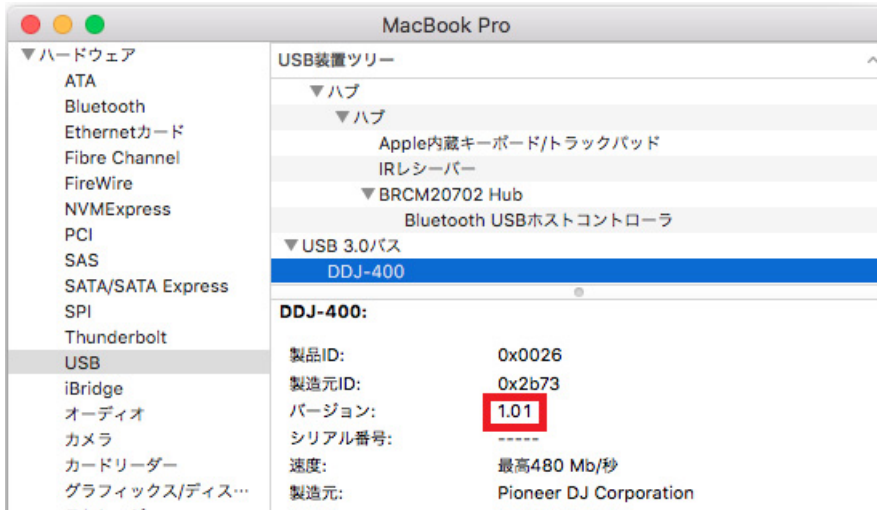 MacBook Pro
▼ハードウェア
ATA
Bluetooth
Ethernetカード
Fibre Channel
FireWire
NVMExpress
PCI
SAS
SATA/SATA Express
SPI
Thunderbolt
USB
iBridge
オーディオ
カメラ
カードリーダー
グラフィックス/ディス…
USB装置ツリー
▼ハブ
▼ハブ
Apple内蔵キーボード/トラックパッド
IRレシーバー
▼BRCM20702 Hub
Bluetooth USBホストコントローラ
▼USB 3.0バス
DDJ-400
DDJ-400:
製品ID: 0x0026
製造元ID: 0x2b73
バージョン: 1.01
シリアル番号: -----
速度: 最高480 Mb/秒
製造元: Pioneer DJ Corporation